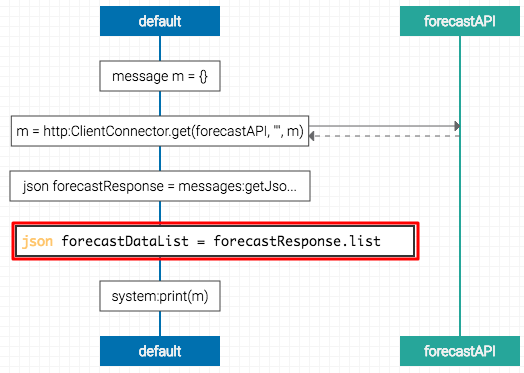 default
forecastAPI
message m = {}
m = http:ClientConnector.get(forecastAPI, "", m)
json forecastResponse = messages:getJso...
json forecastDataList = forecastResponse.list
system:print(m)
default
forecastAPI